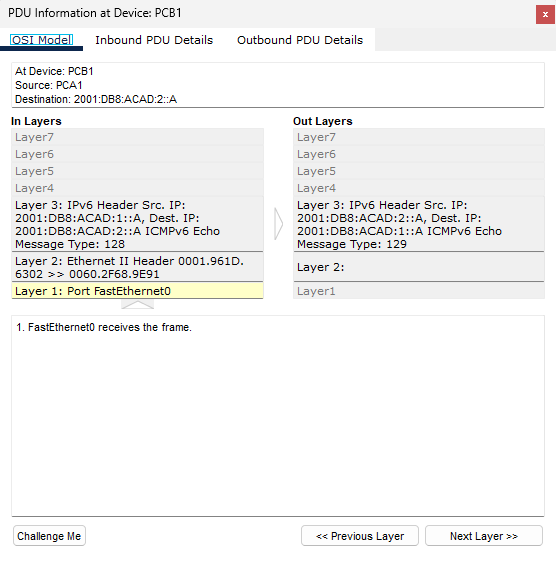 PDU Information at Device: PCB1
x
OSI Model
Inbound PDU Details
Outbound PDU Details
At Device: PCB1
Source: PCA1
Destination: 2001:DB8:ACAD:2::A
In Layers
Layer7
Layer6
Layer5
Layer4
Layer 3: IPv6 Header Src. IP:
2001:DB8:ACAD:1::A, Dest. IP:
2001:DB8:ACAD:2::A ICMPv6 Echo
Message Type: 128
Layer 2: Ethernet II Header 0001.961D.
6302 >> 0060.2F68.9E91
Layer 1: Port FastEthernet0
Out Layers
Layer7
Layer6
Layer5
Layer4
Layer 3: IPv6 Header Src. IP:
2001:DB8:ACAD:2::A, Dest. IP:
2001:DB8:ACAD:1::A ICMPv6 Echo
Message Type: 129
Layer 2:
Layer1
1. FastEthernet0 receives the frame.
Challenge Me
<< Previous Layer
Next Layer >>